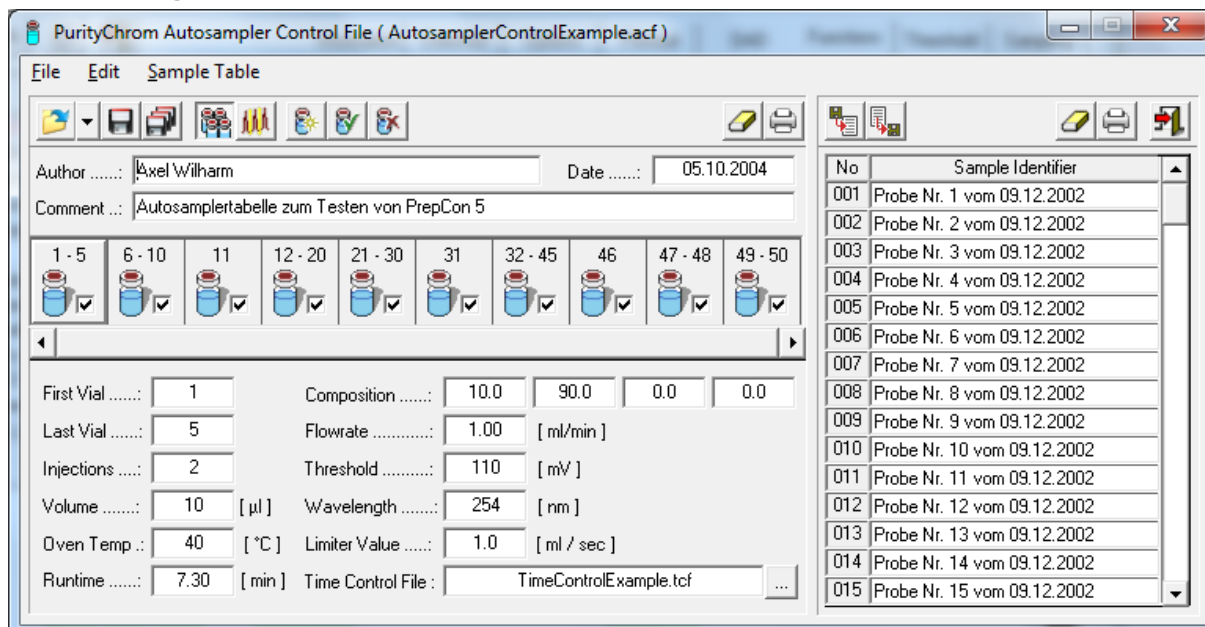 PurityChrom Autosampler Control File ( AutosamplerControlExample.acf )
File Edit Sample Table
Author ......: Axel Wilharm Date ......: 05.10.2004
Comment ..: Autosamplertabelle zum Testen von PrepCon 5
1 - 5 6 - 10 11 12 - 20 21 - 30 31 32 - 45 46 47 - 48 49 - 50
First Vial ......: 1 Composition ......: 10.0 90.0 0.0 0.0
Last Vial ......: 5 Flowrate ............: 1.00 [ ml/min ]
Injections ....: 2 Threshold ..........: 110 [ mV ]
Volume .......: 10 [ µl ] Wavelength .......: 254 [ nm ]
Oven Temp .: 40 [ °C ] Limiter Value .....: 1.0 [ ml / sec ]
Runtime ......: 7.30 [ min ] Time Control File : TimeControlExample.tcf ...
No Sample Identifier
001 Probe Nr. 1 vom 09.12.2002
002 Probe Nr. 2 vom 09.12.2002
003 Probe Nr. 3 vom 09.12.2002
004 Probe Nr. 4 vom 09.12.2002
005 Probe Nr. 5 vom 09.12.2002
006 Probe Nr. 6 vom 09.12.2002
007 Probe Nr. 7 vom 09.12.2002
008 Probe Nr. 8 vom 09.12.2002
009 Probe Nr. 9 vom 09.12.2002
010 Probe Nr. 10 vom 09.12.2002
011 Probe Nr. 11 vom 09.12.2002
012 Probe Nr. 12 vom 09.12.2002
013 Probe Nr. 13 vom 09.12.2002
014 Probe Nr. 14 vom 09.12.2002
015 Probe Nr. 15 vom 09.12.2002